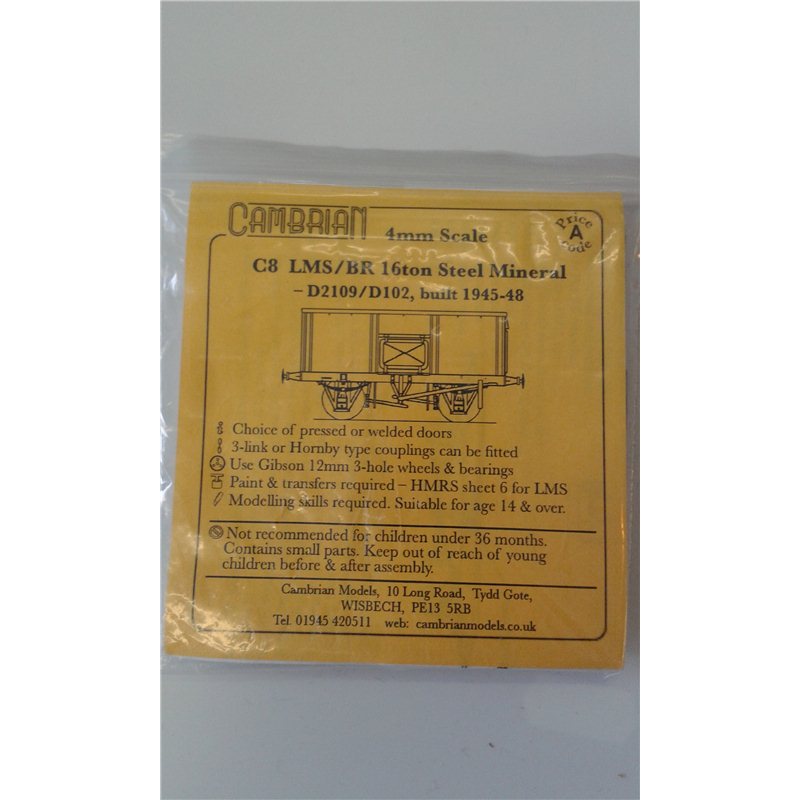 CAMBRIAN
4mm Scale
Price
A
code
C8 LMS/BR 16ton Steel Mineral
– D2109/D102, built 1945-48
Choice of pressed or welded doors
3-link or Hornby type couplings can be fitted
Use Gibson 12mm 3-hole wheels & bearings
Paint & transfers required – HMRS sheet 6 for LMS
Modelling skills required. Suitable for age 14 & over.
Not recommended for children under 36 months.
Contains small parts. Keep out of reach of young
children before & after assembly.
Cambrian Models, 10 Long Road, Tydd Gote,
WISBECH, PE13 5RB
Tel. 01945 420511 web: cambrianmodels.co.uk